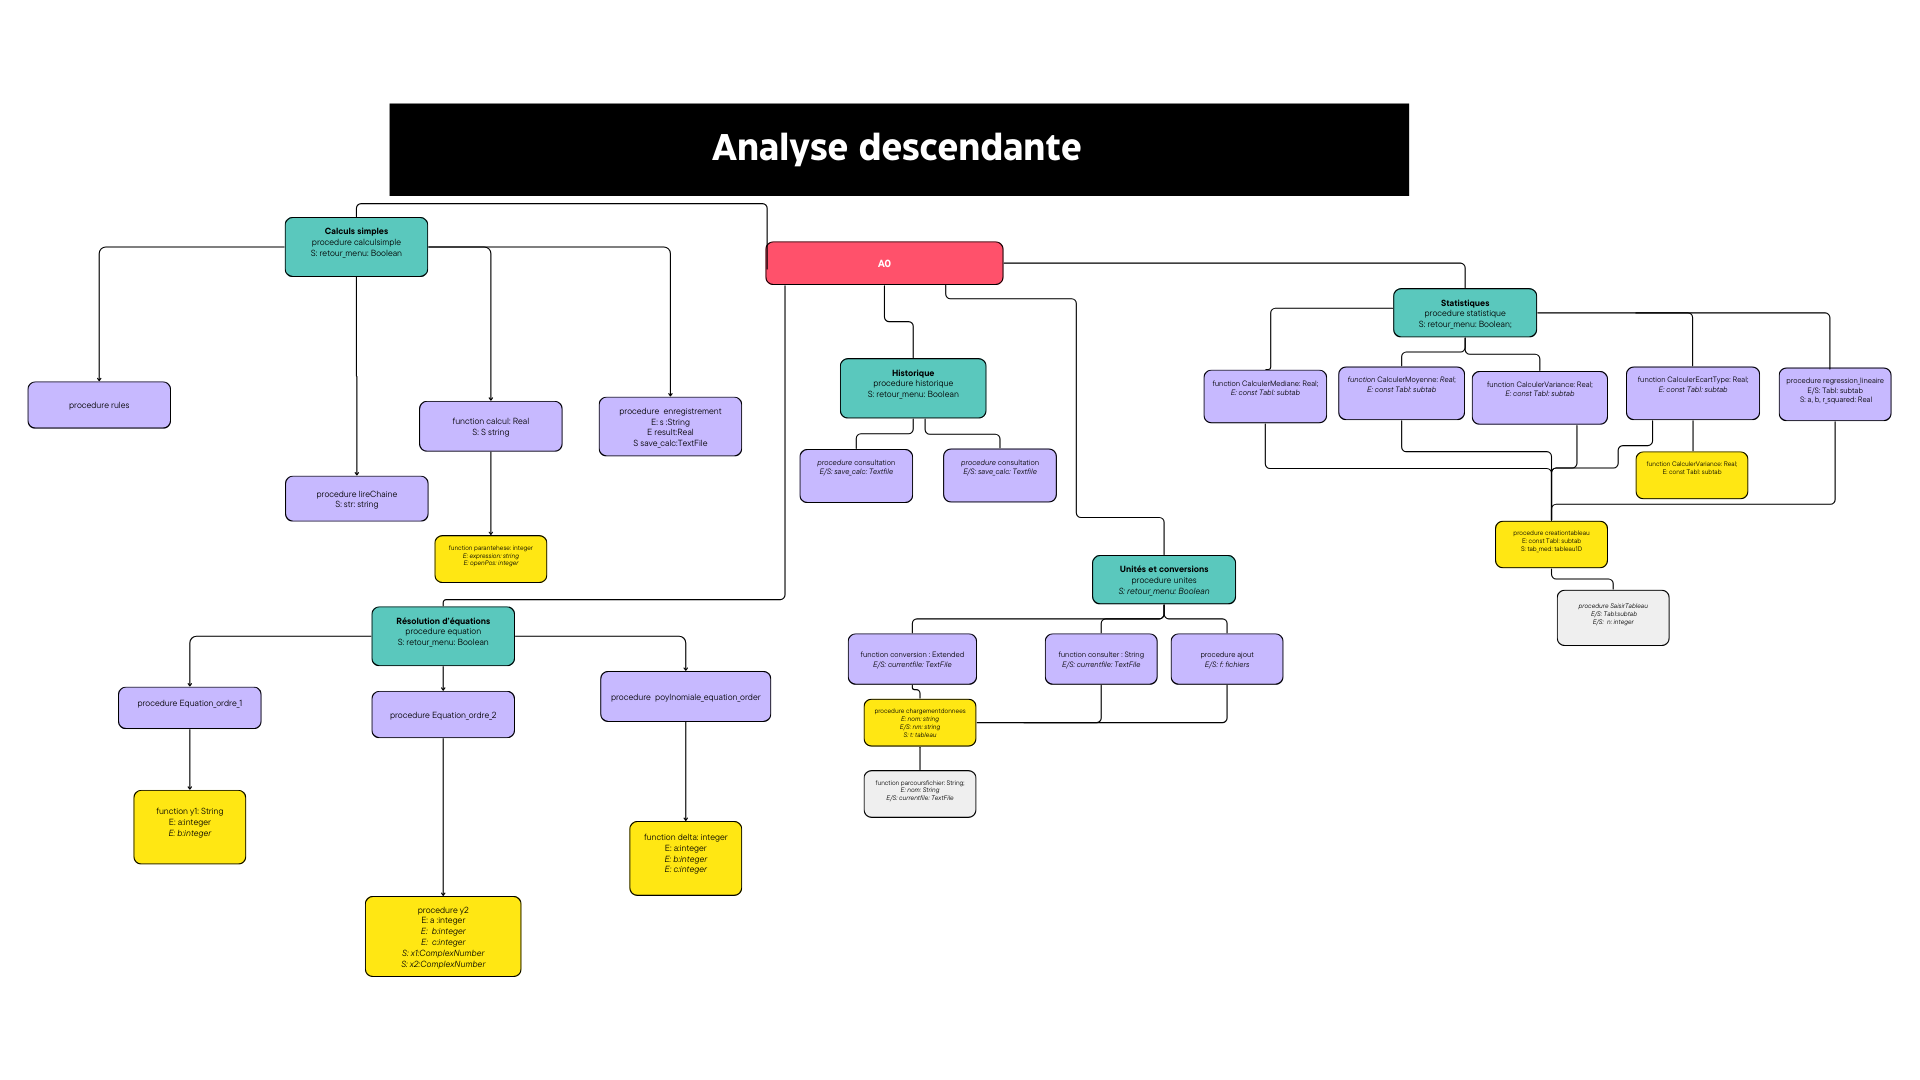 Analyse descendante
Calculs simples
procedure calculsimple
S: retour_menu: Boolean
A0
Statistiques
procedure statistique
S: retour_menu: Boolean;
Historique
procedure historique
S: retour_menu: Boolean
procedure rules
function calcul: Real
S: S string
procedure  enregistrement
E: s :String
E result:Real
S save_calc:TextFile
procedure lireChaine
S: str: string
function parantehese: integer
E: expression: string
E: openPos: integer
procedure consultation
E/S: save_calc: Textfile
procedure consultation
E/S: save_calc: Textfile
function CalculerMediane: Real;
E: const Tabl: subtab
function CalculerMoyenne: Real;
E: const Tabl: subtab
function CalculerVariance: Real;
E: const Tabl: subtab
function CalculerEcartType: Real;
E: const Tabl: subtab
procedure regression_lineaire
E/S: Tabl: subtab
S: a, b, r_squared: Real
function CalculerVariance: Real;
E: const Tabl: subtab
procedure creationtableau
E: const Tabl: subtab
S: tab_med: tableau1D
procedure SaisirTableau
E/S: Tabl:subtab
E/S:  n: integer
Unités et conversions
procedure unites
S: retour_menu: Boolean
function conversion : Extended
E/S: currentfile: TextFile
function consulter : String
E/S: currentfile: TextFile
procedure ajout
E/S: f: fichiers
procedure chargementdonnees
E: nom: string
E/S: nm: string
S: t: tableau
function parcoursfichier: String;
E: nom: String
E/S: currentfile: TextFile
Résolution d'équations
procedure equation
S: retour_menu: Boolean
procedure Equation_ordre_1
procedure Equation_ordre_2
procedure  poylnomiale_equation_order
function y1: String
E: a:integer
E: b:integer
function delta: integer
E: a:integer
E: b:integer
E: c:integer
procedure y2
E: a :integer
E:  b:integer
E:  c:integer
S: x1:ComplexNumber
S: x2:ComplexNumber